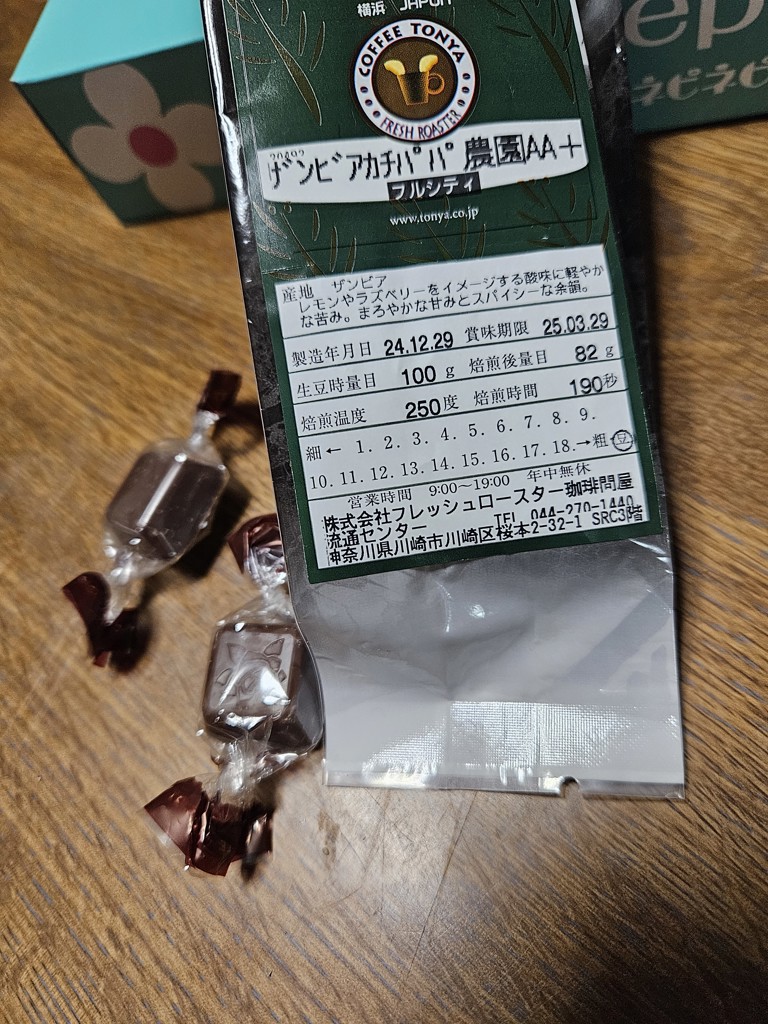 横浜 JAPON
COFFEE TONYA
FRESH ROASTER
ep
ネピネピ
20492
ザンビアカチパパ農園AA+
フルシティ
www.tonya.co.jp
産地 ザンビア
レモンやラズベリーをイメージする酸味に軽やか
な苦み。まろやかな甘みとスパイシーな余韻。
製造年月日 24.12.29 賞味期限 25.03.29
生豆時量目 100 g 焙煎後量目 82 g
焙煎温度 250度 焙煎時間 190秒
細← 1. 2. 3. 4. 5. 6. 7. 8. 9.
10. 11. 12. 13. 14. 15. 16. 17. 18.→粗 豆
営業時間 9:00~19:00 年中無休
株式会社フレッシュロースター珈琲問屋
流通センター TEL 044-270-1440
神奈川県川崎市川崎区桜本2-32-1 SRC3階